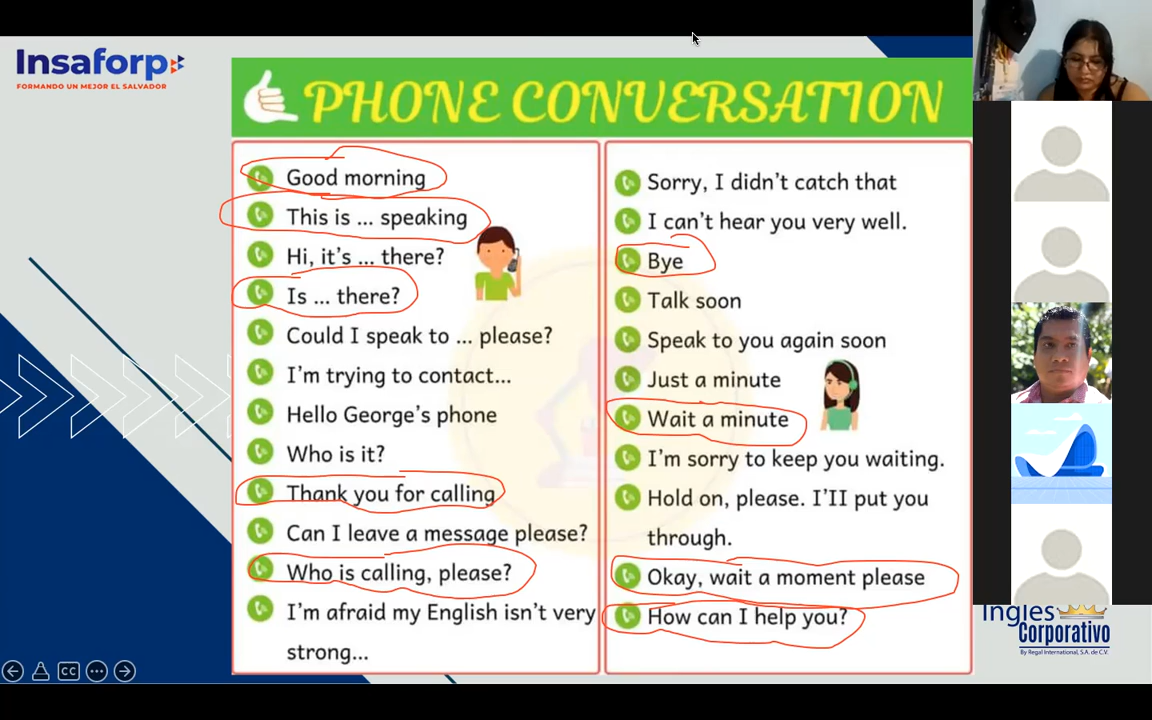 Insaforp
FORMANDO UN MEJOR EL SALVADOR
PHONE CONVERSATION
Good morning
This is ... speaking
Hi, it's ... there?
Is ... there?
Could I speak to ... please?
I'm trying to contact...
Hello George's phone
Who is it?
Thank you for calling
Can I leave a message please?
Who is calling, please?
I'm afraid my English isn't very
strong...
Sorry, I didn't catch that
I can't hear you very well.
Bye
Talk soon
Speak to you again soon
Just a minute
Wait a minute
I'm sorry to keep you waiting.
Hold on, please. I'II put you
through.
Okay, wait a moment please
How can I help you?
Ingles
Corporativo
By Regal International, S.A. de C.V.
CC